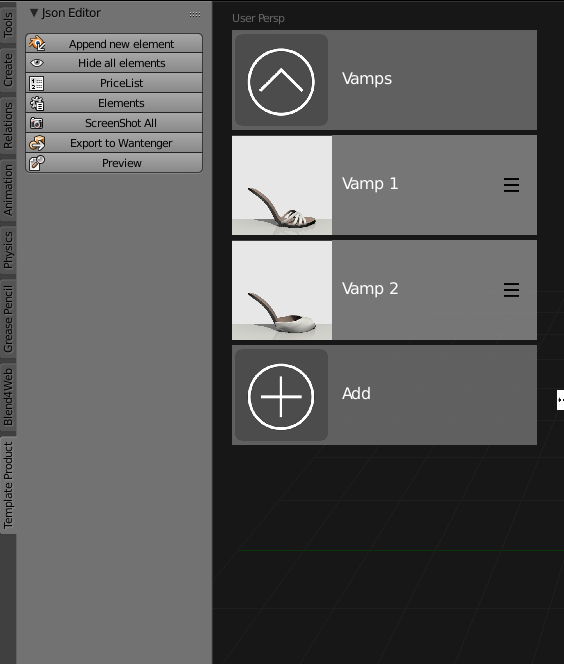 Tools
Create
Relations
Animation
Physics
Grease Pencil
Blend4Web
Template Product
Json Editor
Append new element
Hide all elements
PriceList
Elements
ScreenShot All
Export to Wantenger
Preview
User Persp
Vamps
Vamp 1
Vamp 2
Add